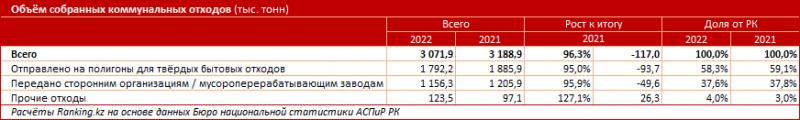 Объём собранных коммунальных отходов (тыс. тонн)
Всего Рост к итогу Доля от РК
2022 2021 2021 2022 2021
Всего 3 071,9 3 188,9 96,3% -117,0 100,0% 100,0%
Отправлено на полигоны для твёрдых бытовых отходов 1 792,2 1 885,9 95,0% -93,7 58,3% 59,1%
Передано сторонним организациям / мусороперерабатывающим заводам 1 156,3 1 205,9 95,9% -49,6 37,6% 37,8%
Прочие отходы 123,5 97,1 127,1% 26,3 4,0% 3,0%
Расчёты Ranking.kz на основе данных Бюро национальной статистики АСПиР РК